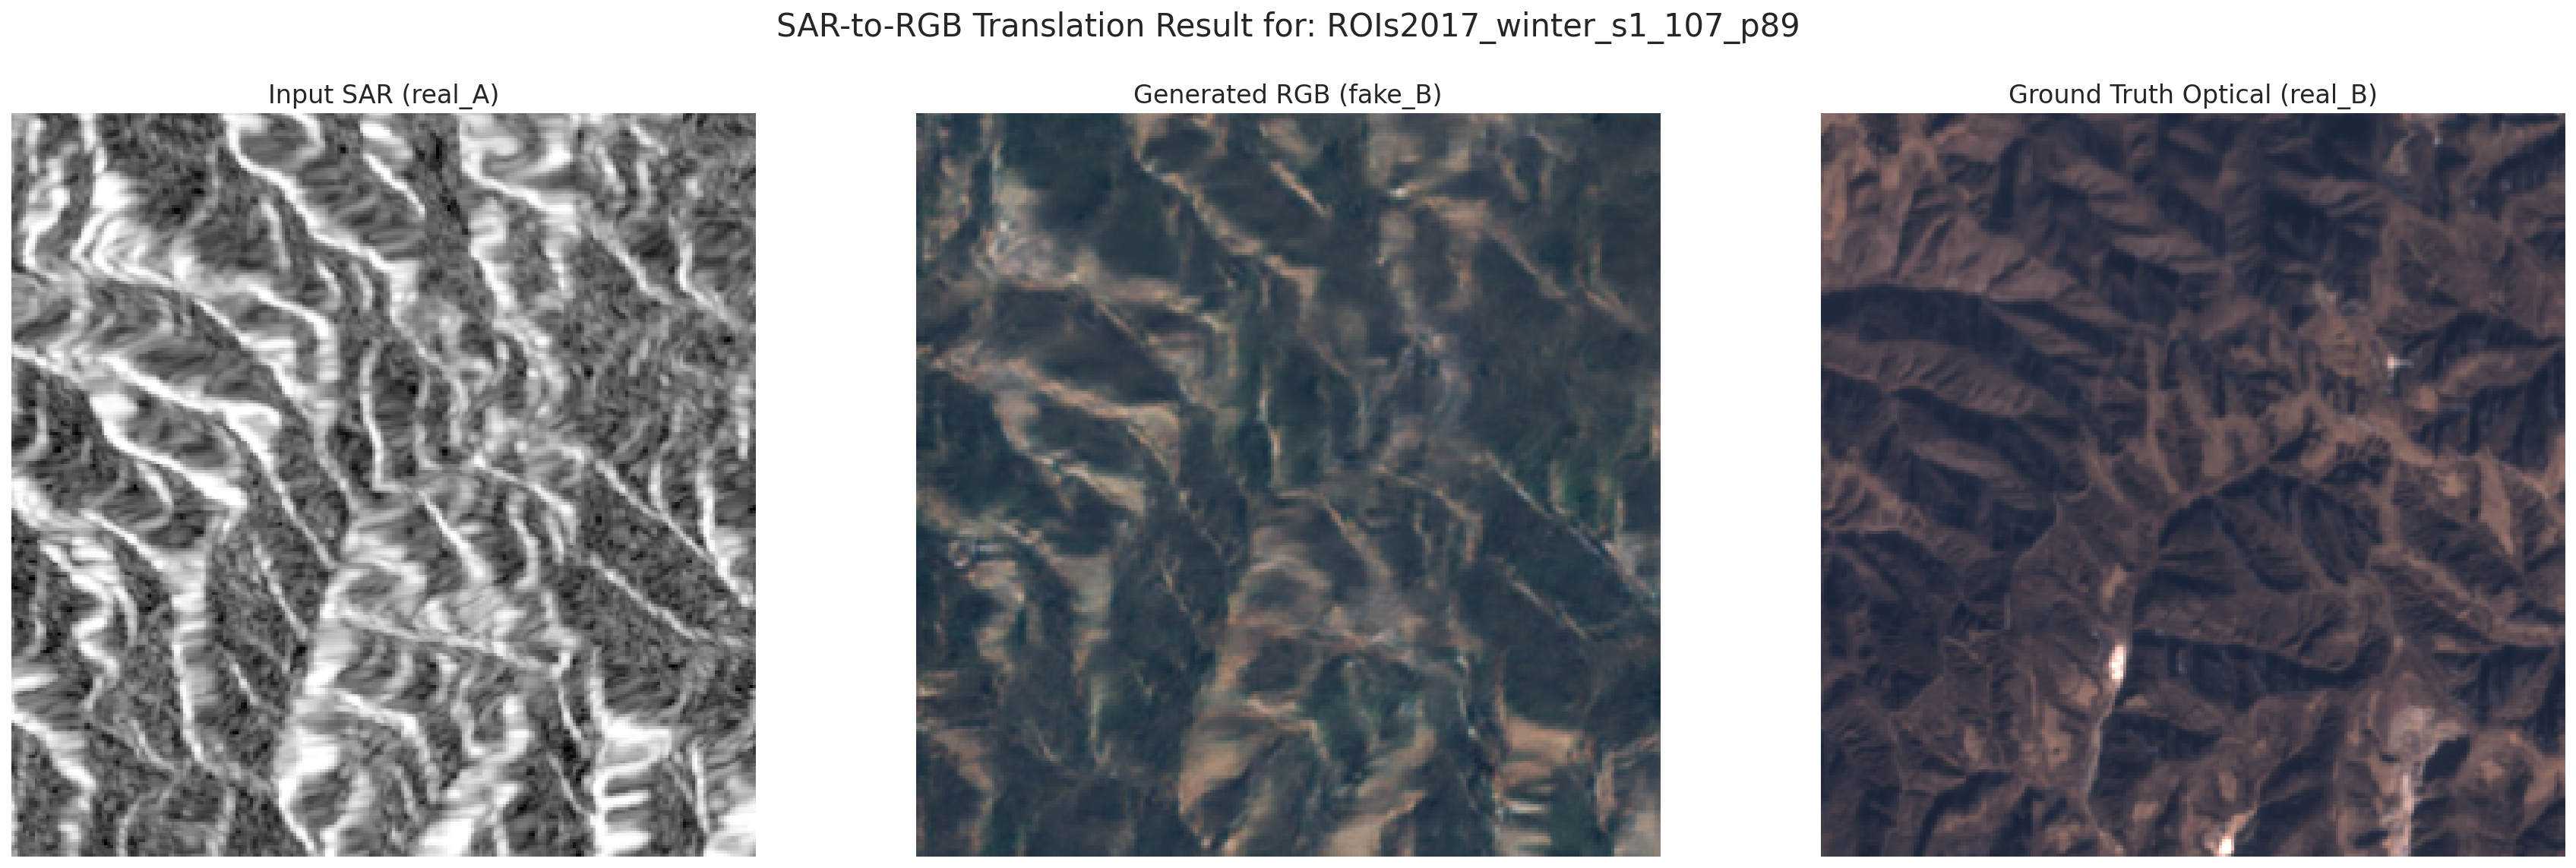 SAR-to-RGB Translation Result for: ROIs2017_winter_s1_107_p89
Input SAR (real_A)
Generated RGB (fake_B)
Ground Truth Optical (real_B)